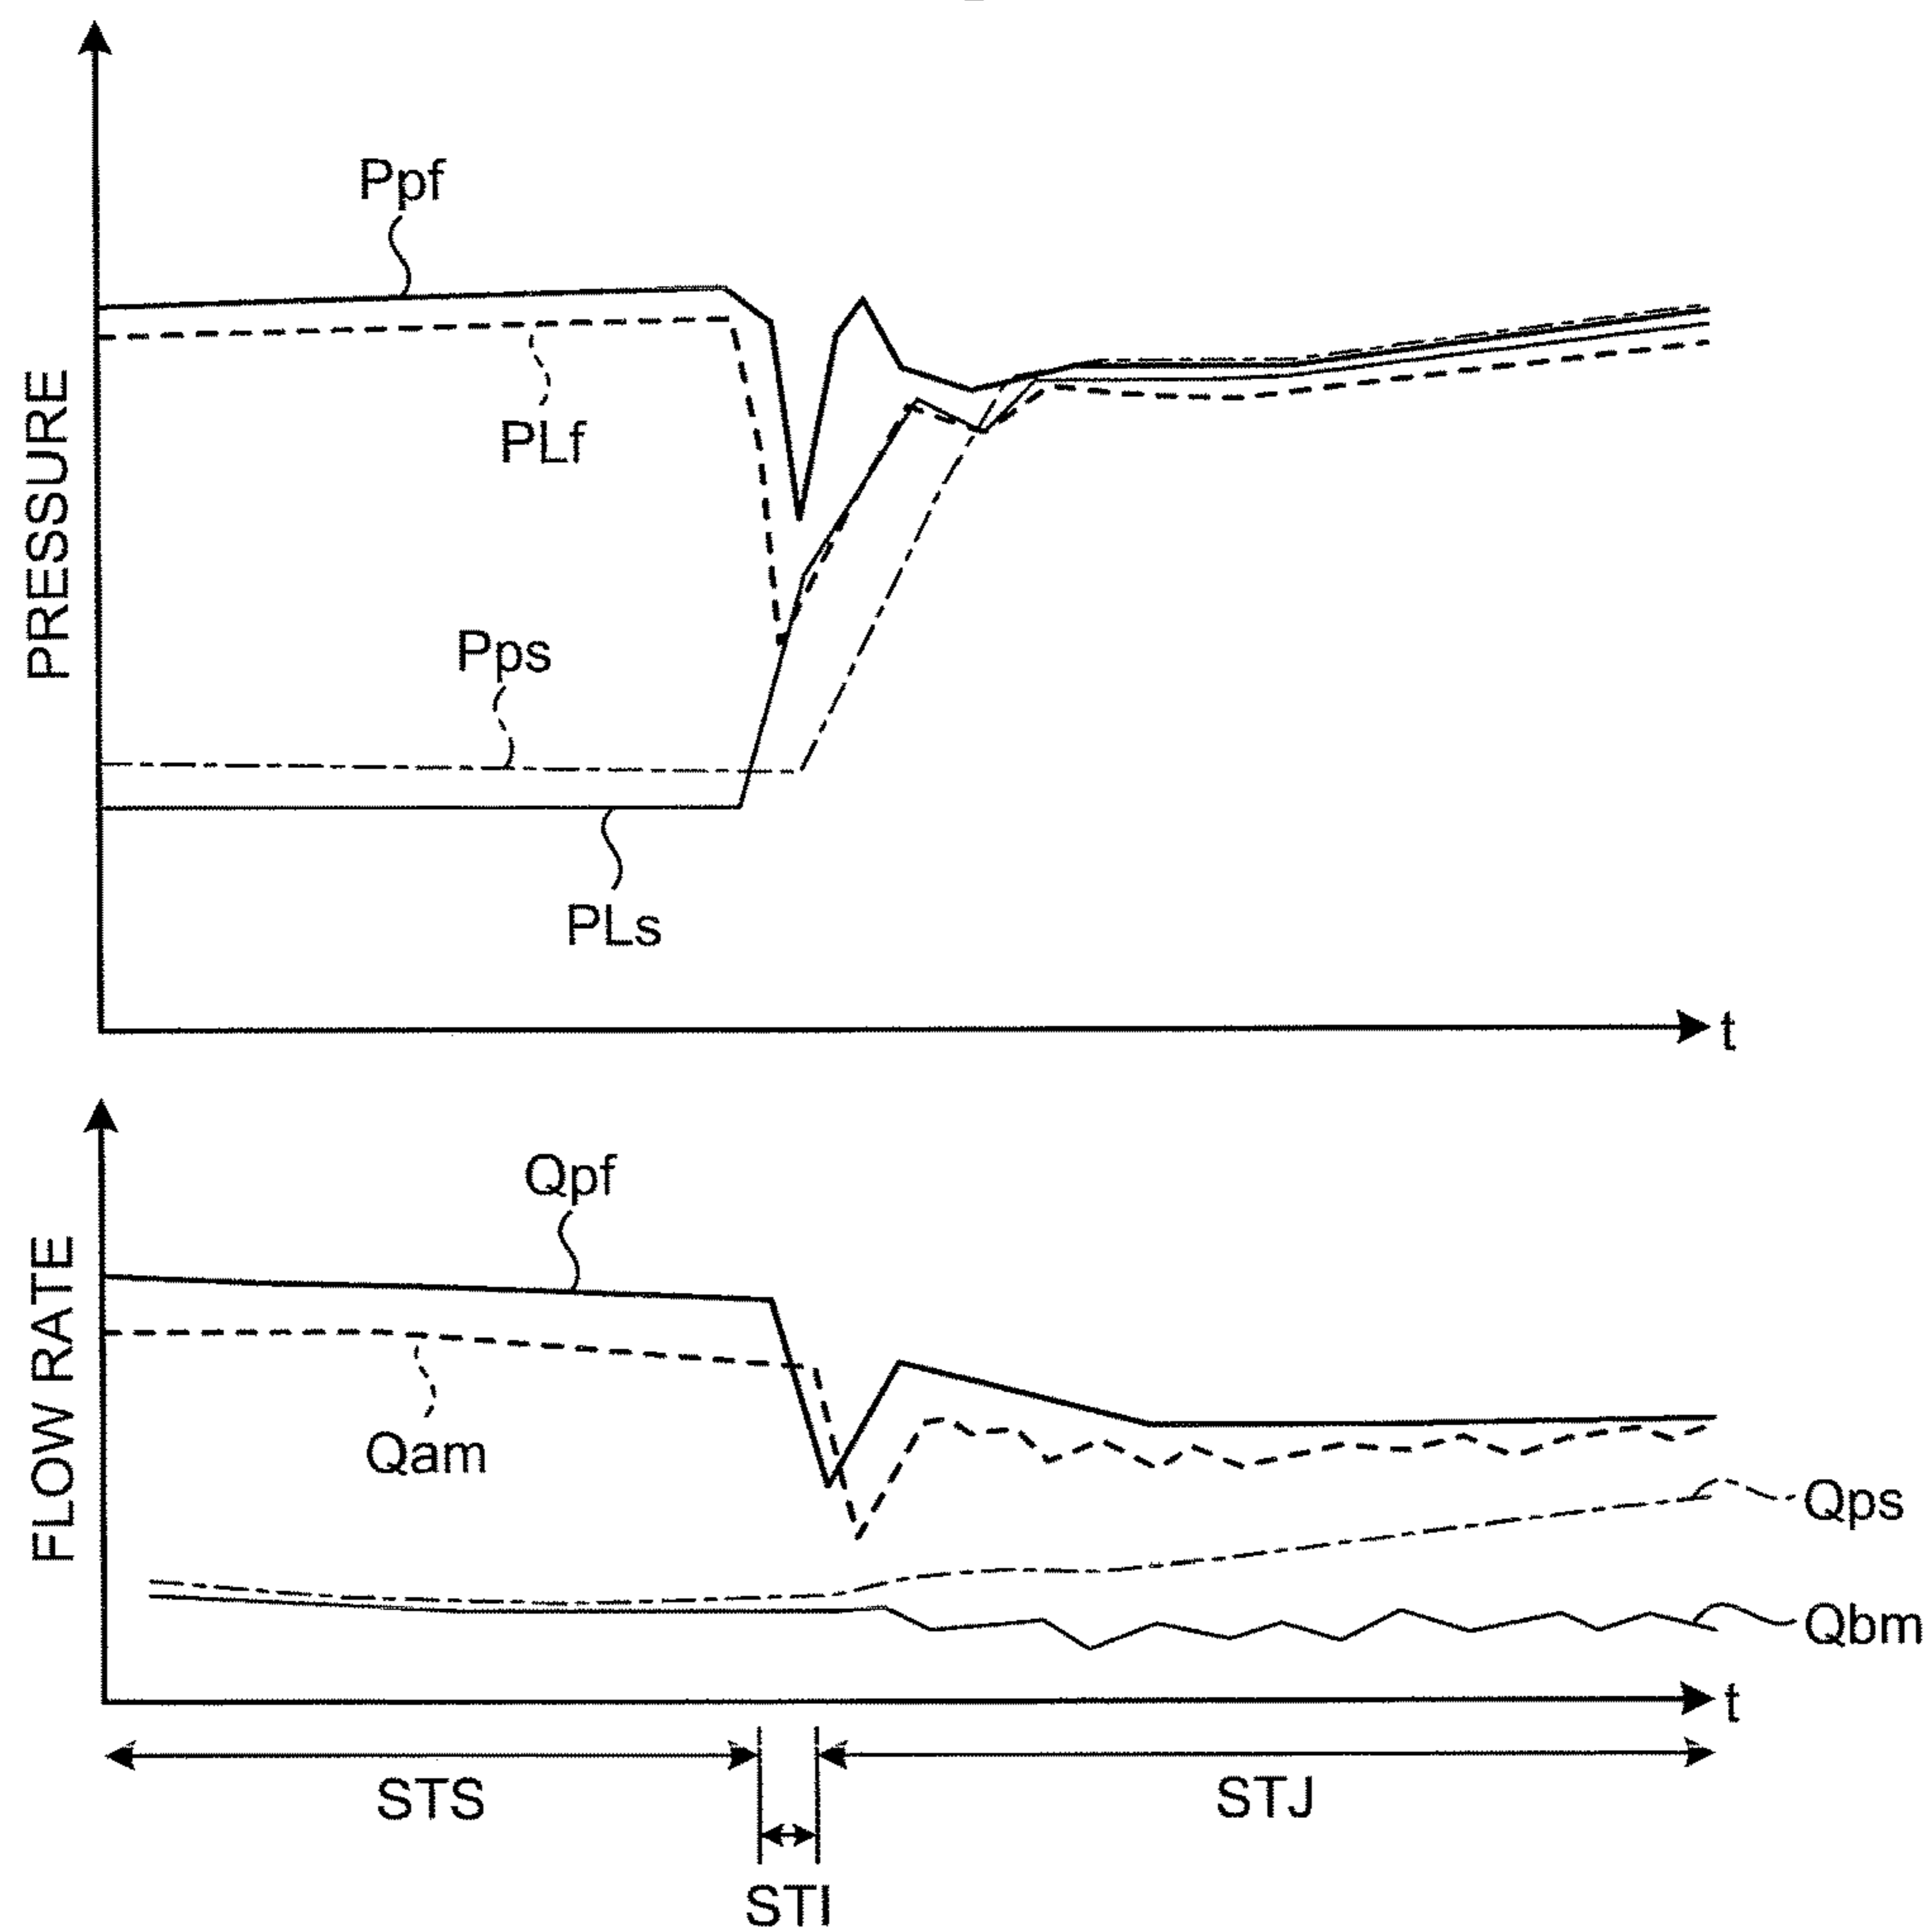 Ppf
PLf
PRESSURE
Pps
PLs
t
Qpf
FLOW RATE
Qam
Qps
Qbm
t
STS
STJ
STI